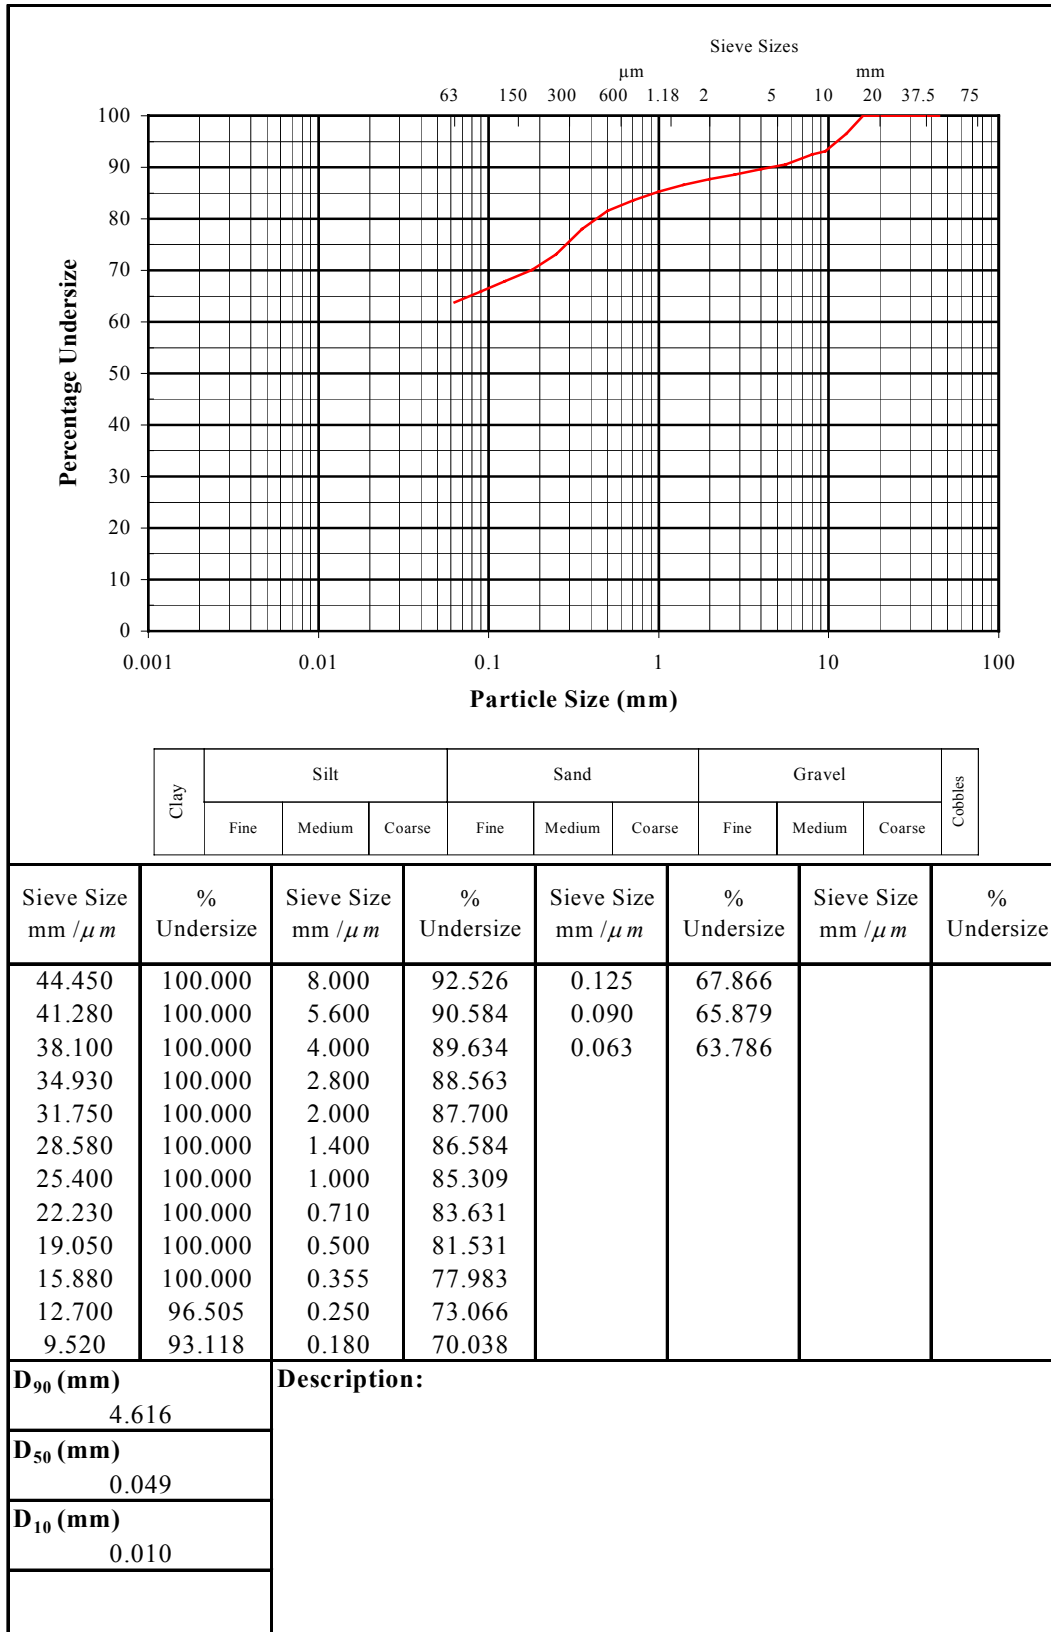 Sieve Sizes
µm mm
63 150 300 600 1.18 2 5 10 20 37.5 75
100
90
80
70
60
50
40
30
20
10
0
Percentage Undersize
0.001 0.01 0.1 1 10 100
Particle Size (mm)
Clay Silt Sand Gravel Cobbles
Fine Medium Coarse Fine Medium Coarse Fine Medium Coarse
Sieve Size % Sieve Size % Sieve Size % Sieve Size %
mm /µ m Undersize mm /µ m Undersize mm /µ m Undersize mm /µ m Undersize
44.450 100.000 8.000 92.526 0.125 67.866
41.280 100.000 5.600 90.584 0.090 65.879
38.100 100.000 4.000 89.634 0.063 63.786
34.930 100.000 2.800 88.563
31.750 100.000 2.000 87.700
28.580 100.000 1.400 86.584
25.400 100.000 1.000 85.309
22.230 100.000 0.710 83.631
19.050 100.000 0.500 81.531
15.880 100.000 0.355 77.983
12.700 96.505 0.250 73.066
9.520 93.118 0.180 70.038
D₉₀ (mm) Description:
4.616
D₅₀ (mm)
0.049
D₁₀ (mm)
0.010